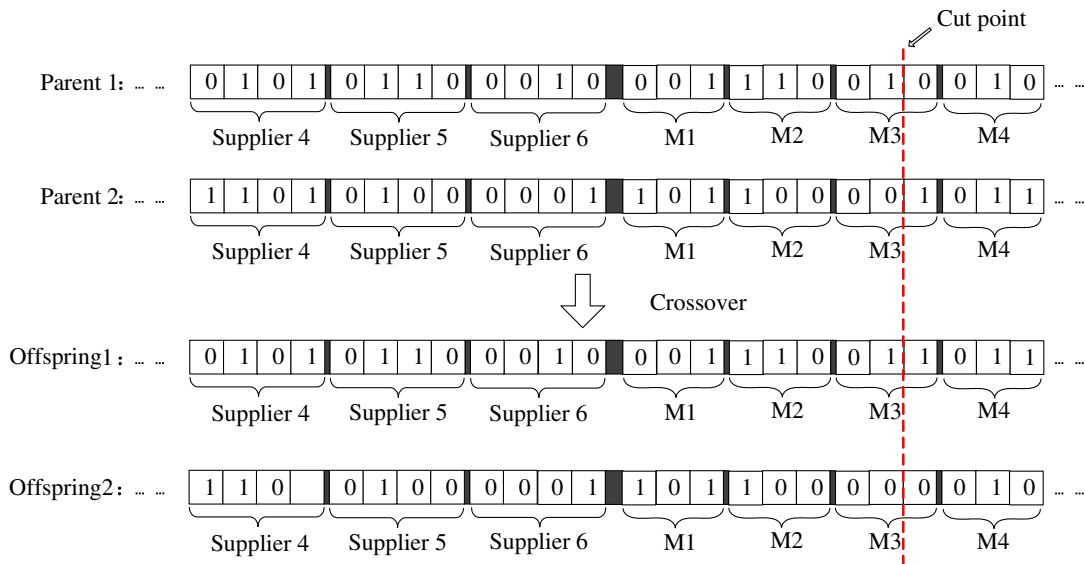 Cut point
Parent 1: … … 0 1 0 1 0 1 1 0 0 0 1 0 0 0 1 1 1 0 0 1 0 0 1 0 … …
Supplier 4 Supplier 5 Supplier 6 M1 M2 M3 M4
Parent 2: … … 1 1 0 1 0 1 0 0 0 0 0 1 1 0 1 1 0 0 0 0 1 0 1 1 … …
Supplier 4 Supplier 5 Supplier 6 M1 M2 M3 M4
Crossover
Offspring1: … … 0 1 0 1 0 1 1 0 0 0 1 0 0 0 1 1 1 0 0 1 1 0 1 1 … …
Supplier 4 Supplier 5 Supplier 6 M1 M2 M3 M4
Offspring2: … … 1 1 0 0 1 0 0 0 0 0 1 1 0 1 1 0 0 0 0 0 0 1 0 … …
Supplier 4 Supplier 5 Supplier 6 M1 M2 M3 M4